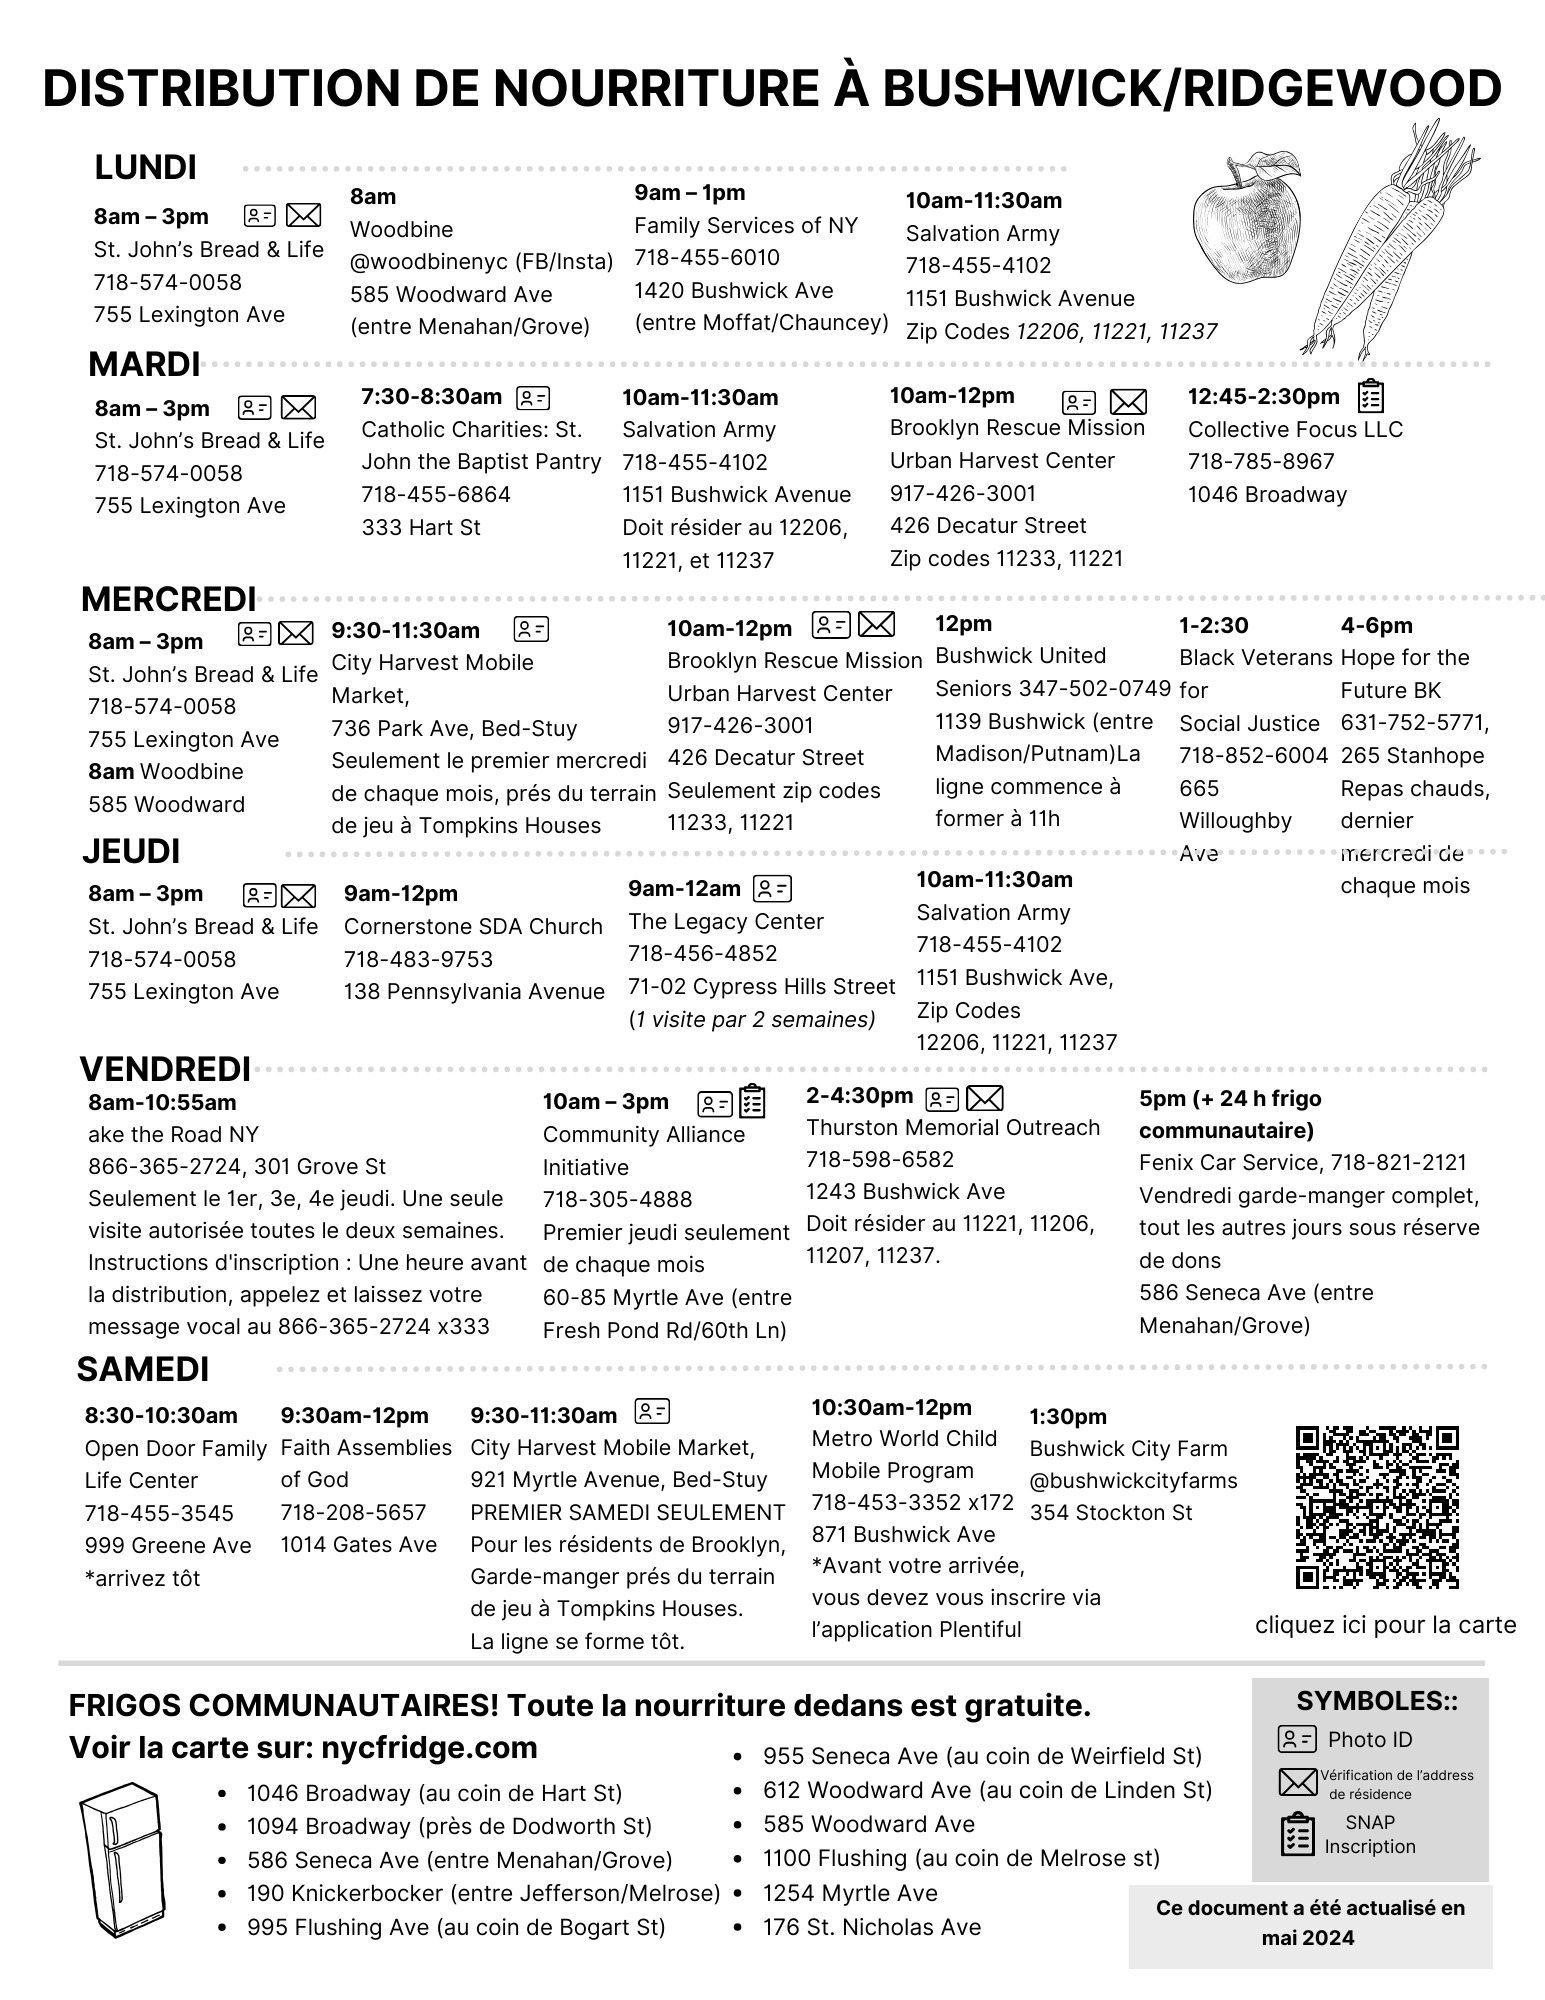 DISTRIBUTION DE NOURRITURE À BUSHWICK/RIDGEWOOD
LUNDI
8am – 3pm
St. John’s Bread & Life
718-574-0058
755 Lexington Ave
8am
Woodbine
@woodbinenyc (FB/Insta)
585 Woodward Ave
(entre Menahan/Grove)
9am – 1pm
Family Services of NY
718-455-6010
1420 Bushwick Ave
(entre Moffat/Chauncey)
10am-11:30am
Salvation Army
718-455-4102
1151 Bushwick Avenue
Zip Codes 12206, 11221, 11237
MARDI
8am – 3pm
St. John’s Bread & Life
718-574-0058
755 Lexington Ave
7:30-8:30am
Catholic Charities: St.
John the Baptist Pantry
718-455-6864
333 Hart St
10am-11:30am
Salvation Army
718-455-4102
1151 Bushwick Avenue
Doit résider au 12206,
11221, et 11237
10am-12pm
Brooklyn Rescue Mission
Urban Harvest Center
917-426-3001
426 Decatur Street
Zip codes 11233, 11221
12:45-2:30pm
Collective Focus LLC
718-785-8967
1046 Broadway
MERCREDI
8am – 3pm
St. John’s Bread & Life
718-574-0058
755 Lexington Ave
8am Woodbine
585 Woodward
9:30-11:30am
City Harvest Mobile
Market,
736 Park Ave, Bed-Stuy
Seulement le premier mercredi
de chaque mois, prés du terrain
de jeu à Tompkins Houses
10am-12pm
Brooklyn Rescue Mission
Urban Harvest Center
917-426-3001
426 Decatur Street
Seulement zip codes
11233, 11221
12pm
Bushwick United
Seniors 347-502-0749
1139 Bushwick (entre
Madison/Putnam)La
ligne commence à
former à 11h
1-2:30
Black Veterans
for
Social Justice
718-852-6004
665
Willoughby
Ave
4-6pm
Hope for the
Future BK
631-752-5771,
265 Stanhope
Repas chauds,
dernier
mercredi de
chaque mois
JEUDI
8am – 3pm
St. John’s Bread & Life
718-574-0058
755 Lexington Ave
9am-12pm
Cornerstone SDA Church
718-483-9753
138 Pennsylvania Avenue
9am-12am
The Legacy Center
718-456-4852
71-02 Cypress Hills Street
(1 visite par 2 semaines)
10am-11:30am
Salvation Army
718-455-4102
1151 Bushwick Ave,
Zip Codes
12206, 11221, 11237
VENDREDI
8am-10:55am
ake the Road NY
866-365-2724, 301 Grove St
Seulement le 1er, 3e, 4e jeudi. Une seule
visite autorisée toutes le deux semaines.
Instructions d'inscription : Une heure avant
la distribution, appelez et laissez votre
message vocal au 866-365-2724 x333
10am – 3pm
Community Alliance
Initiative
718-305-4888
Premier jeudi seulement
de chaque mois
60-85 Myrtle Ave (entre
Fresh Pond Rd/60th Ln)
2-4:30pm
Thurston Memorial Outreach
718-598-6582
1243 Bushwick Ave
Doit résider au 11221, 11206,
11207, 11237.
5pm (+ 24 h frigo
communautaire)
Fenix Car Service, 718-821-2121
Vendredi garde-manger complet,
tout les autres jours sous réserve
de dons
586 Seneca Ave (entre
Menahan/Grove)
SAMEDI
8:30-10:30am
Open Door Family
Life Center
718-455-3545
999 Greene Ave
*arrivez tôt
9:30am-12pm
Faith Assemblies
of God
718-208-5657
1014 Gates Ave
9:30-11:30am
City Harvest Mobile Market,
921 Myrtle Avenue, Bed-Stuy
PREMIER SAMEDI SEULEMENT
Pour les résidents de Brooklyn,
Garde-manger prés du terrain
de jeu à Tompkins Houses.
La ligne se forme tôt.
10:30am-12pm
Metro World Child
Mobile Program
718-453-3352 x172
871 Bushwick Ave
*Avant votre arrivée,
vous devez vous inscrire via
l’application Plentiful
1:30pm
Bushwick City Farm
@bushwickcityfarms
354 Stockton St
cliquez ici pour la carte
FRIGOS COMMUNAUTAIRES! Toute la nourriture dedans est gratuite.
Voir la carte sur: nycfridge.com
• 1046 Broadway (au coin de Hart St)
• 1094 Broadway (près de Dodworth St)
• 586 Seneca Ave (entre Menahan/Grove)
• 190 Knickerbocker (entre Jefferson/Melrose)
• 995 Flushing Ave (au coin de Bogart St)
• 955 Seneca Ave (au coin de Weirfield St)
• 612 Woodward Ave (au coin de Linden St)
• 585 Woodward Ave
• 1100 Flushing (au coin de Melrose st)
• 1254 Myrtle Ave
• 176 St. Nicholas Ave
SYMBOLES::
Photo ID
Vérification de l’address
de résidence
SNAP
Inscription
Ce document a été actualisé en
mai 2024